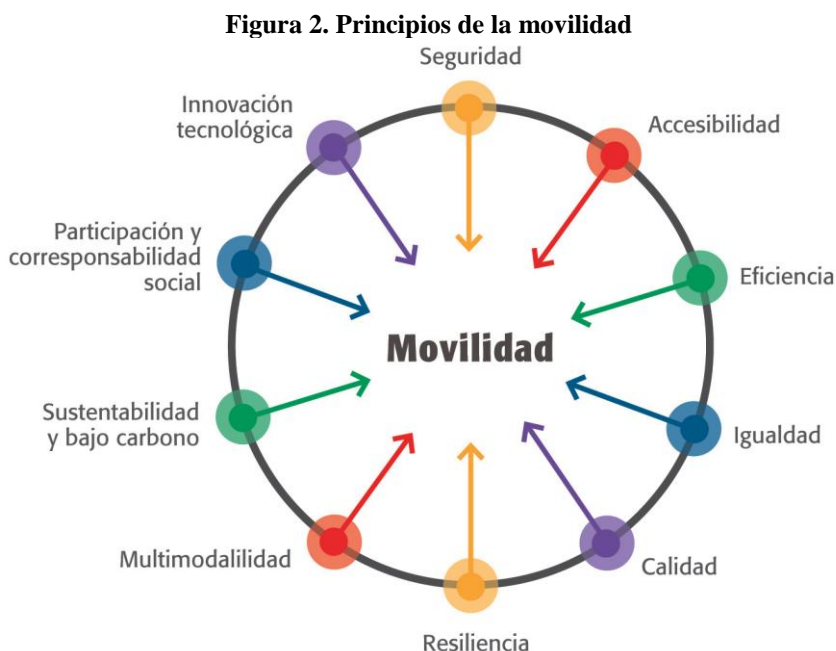 Figura 2. Principios de la movilidad
Seguridad
Accesibilidad
Eficiencia
Igualdad
Calidad
Resiliencia
Multimodalilidad
Sustentabilidad
y bajo carbono
Participación y
corresponsabilidad
social
Innovación
tecnológica
Movilidad